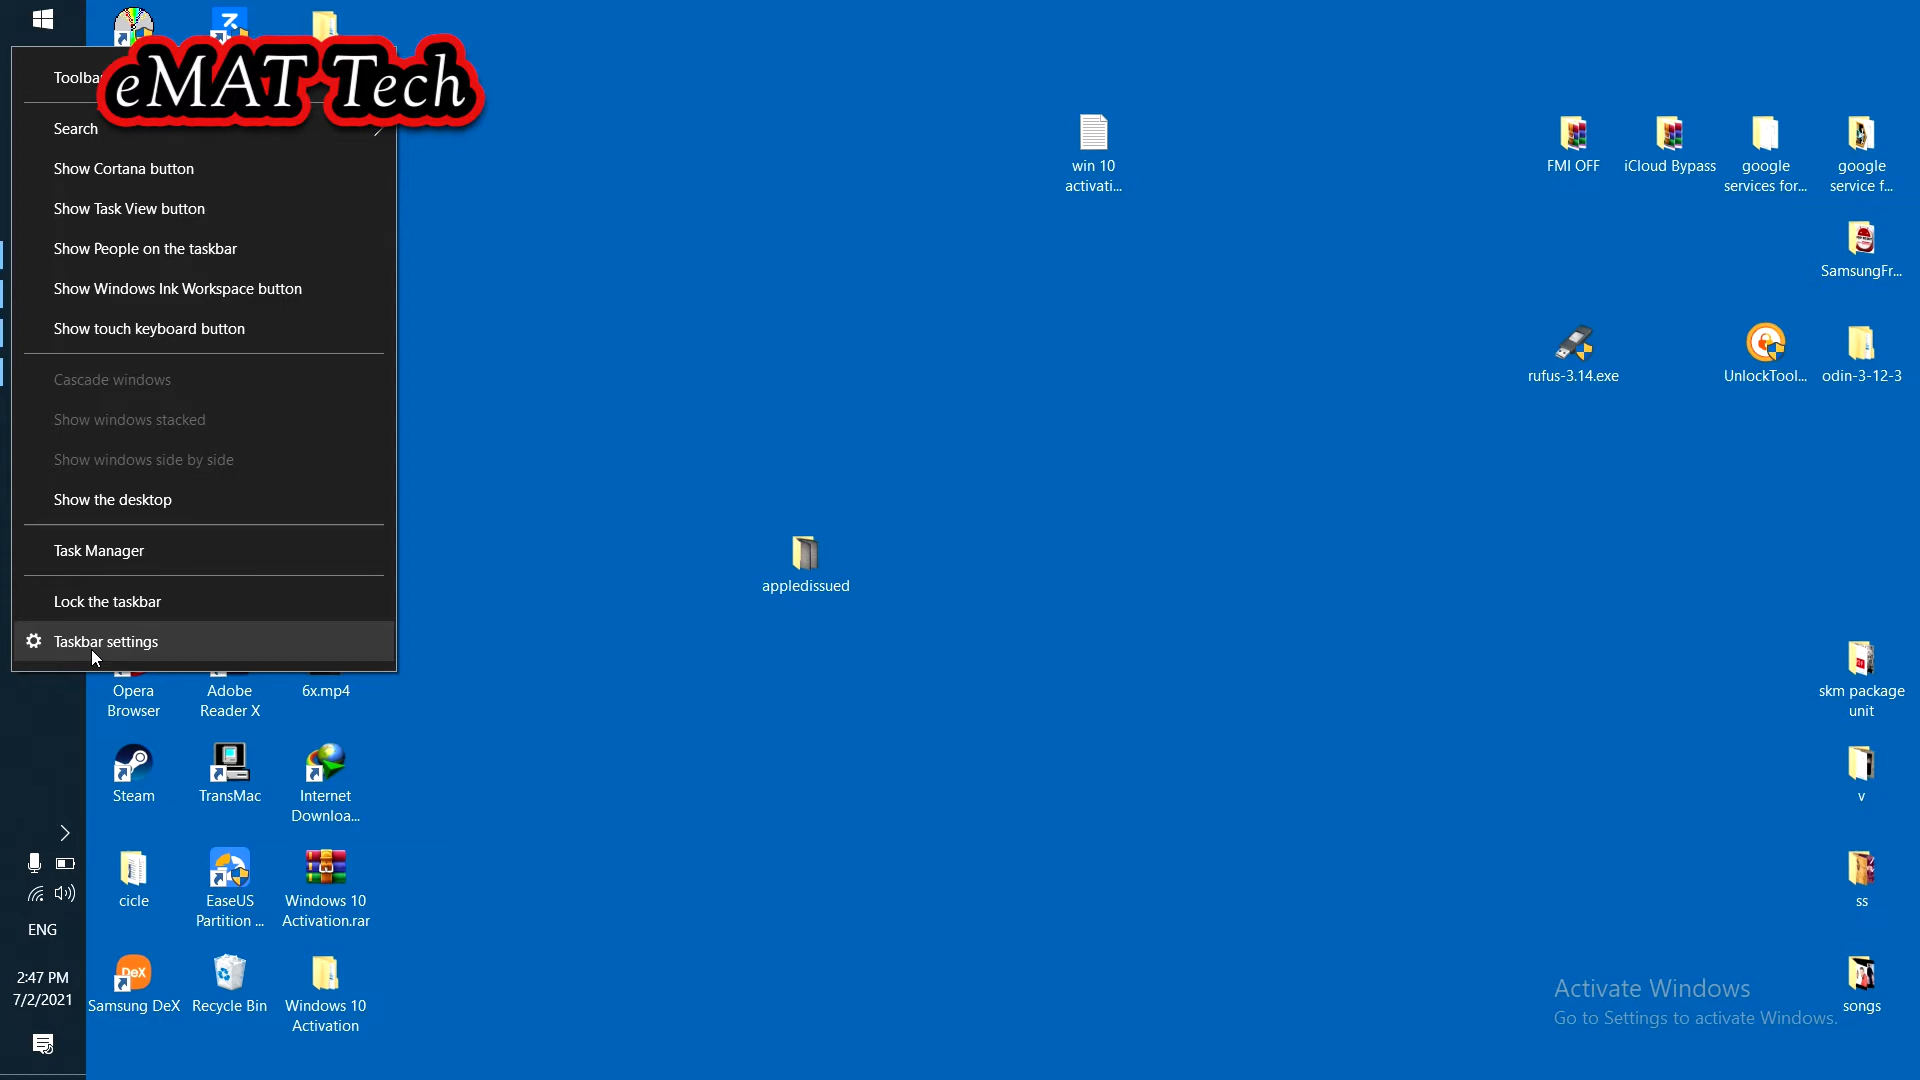 eMAT Tech
Search
Show Cortana button
Show Task View button
Show People on the taskbar
Show Windows Ink Workspace button
Show touch keyboard button
Cascade windows
Show windows stacked
Show windows side by side
Show the desktop
Task Manager
Lock the taskbar
Taskbar settings
Opera
Browser
Adobe
Reader X
6x.mp4
Steam
TransMac
Internet
Downloa...
cicle
EaseUS
Partition ...
Windows 10
Activation.rar
DeX
Samsung DeX
Recycle Bin
Windows 10
Activation
ENG
2:47 PM
7/2/2021
win 10
activati...
appledissued
FMI OFF
iCloud Bypass
google
services for...
google
service f...
SamsungFr...
rufus-3.14.exe
UnlockTool...
odin-3-12-3
skm package
unit
v
ss
songs
Activate Windows
Go to Settings to activate Windows.